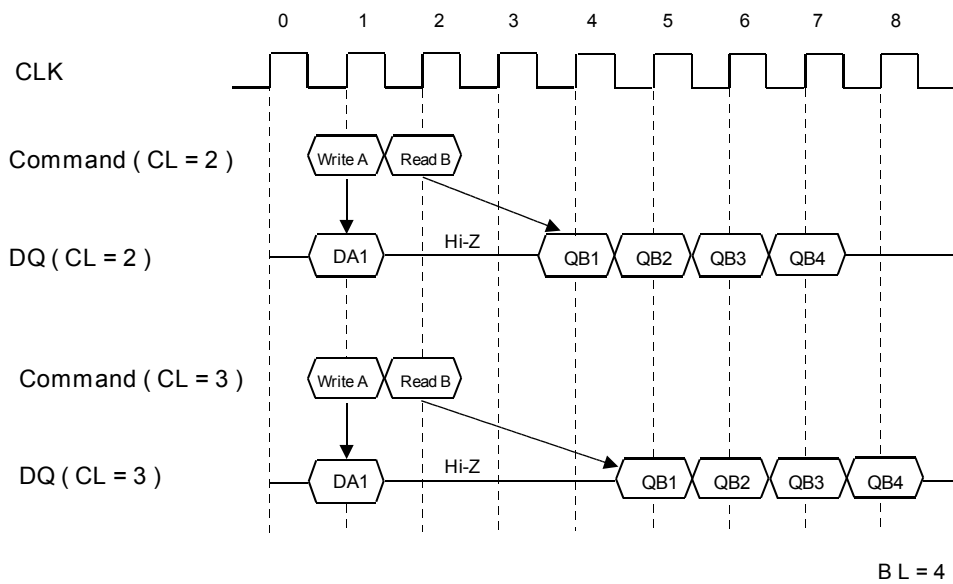 0 1 2 3 4 5 6 7 8
CLK
Command ( CL = 2 ) Write A Read B
DQ ( CL = 2 ) DA1 Hi-Z QB1 QB2 QB3 QB4
Command ( CL = 3 ) Write A Read B
DQ ( CL = 3 ) DA1 Hi-Z QB1 QB2 QB3 QB4
B L = 4